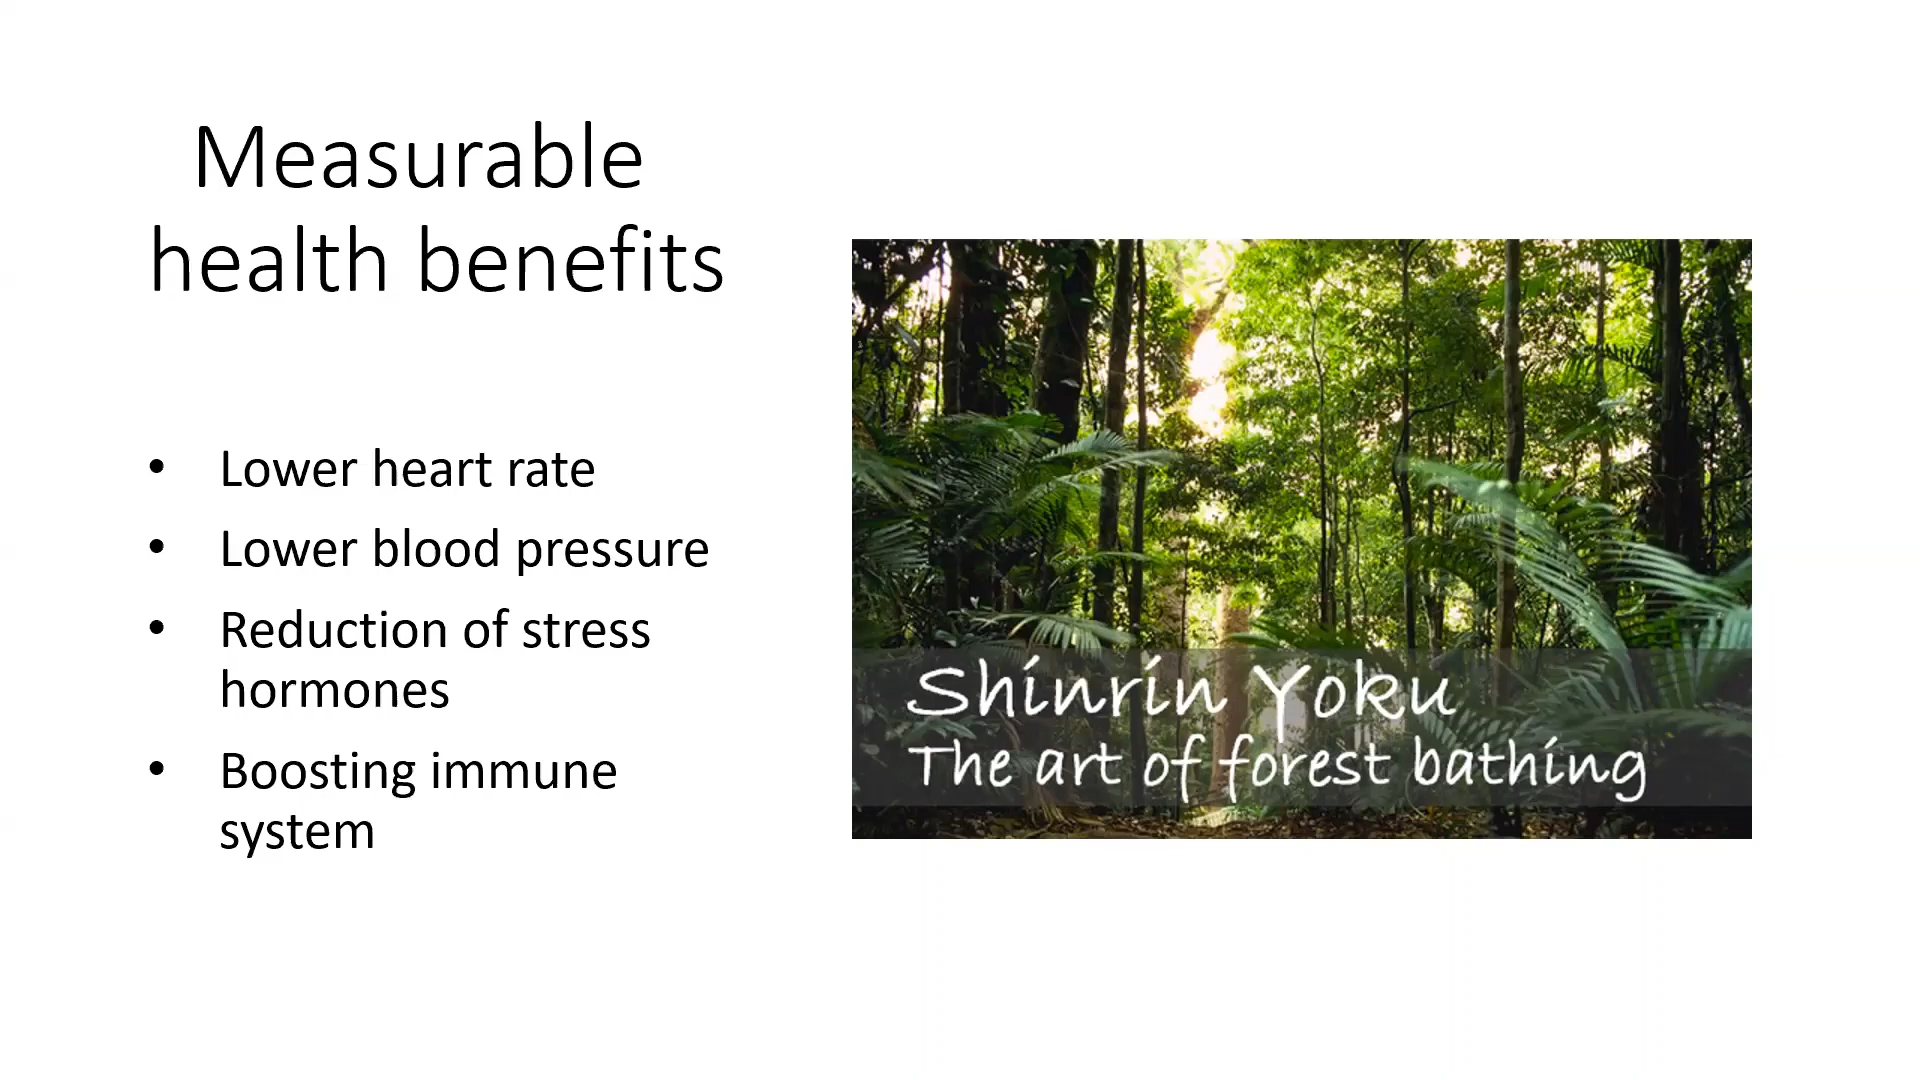 Measurable
health benefits
• Lower heart rate
• Lower blood pressure
• Reduction of stress
hormones
• Boosting immune
system
Shinrin Yoku
The art of forest bathing